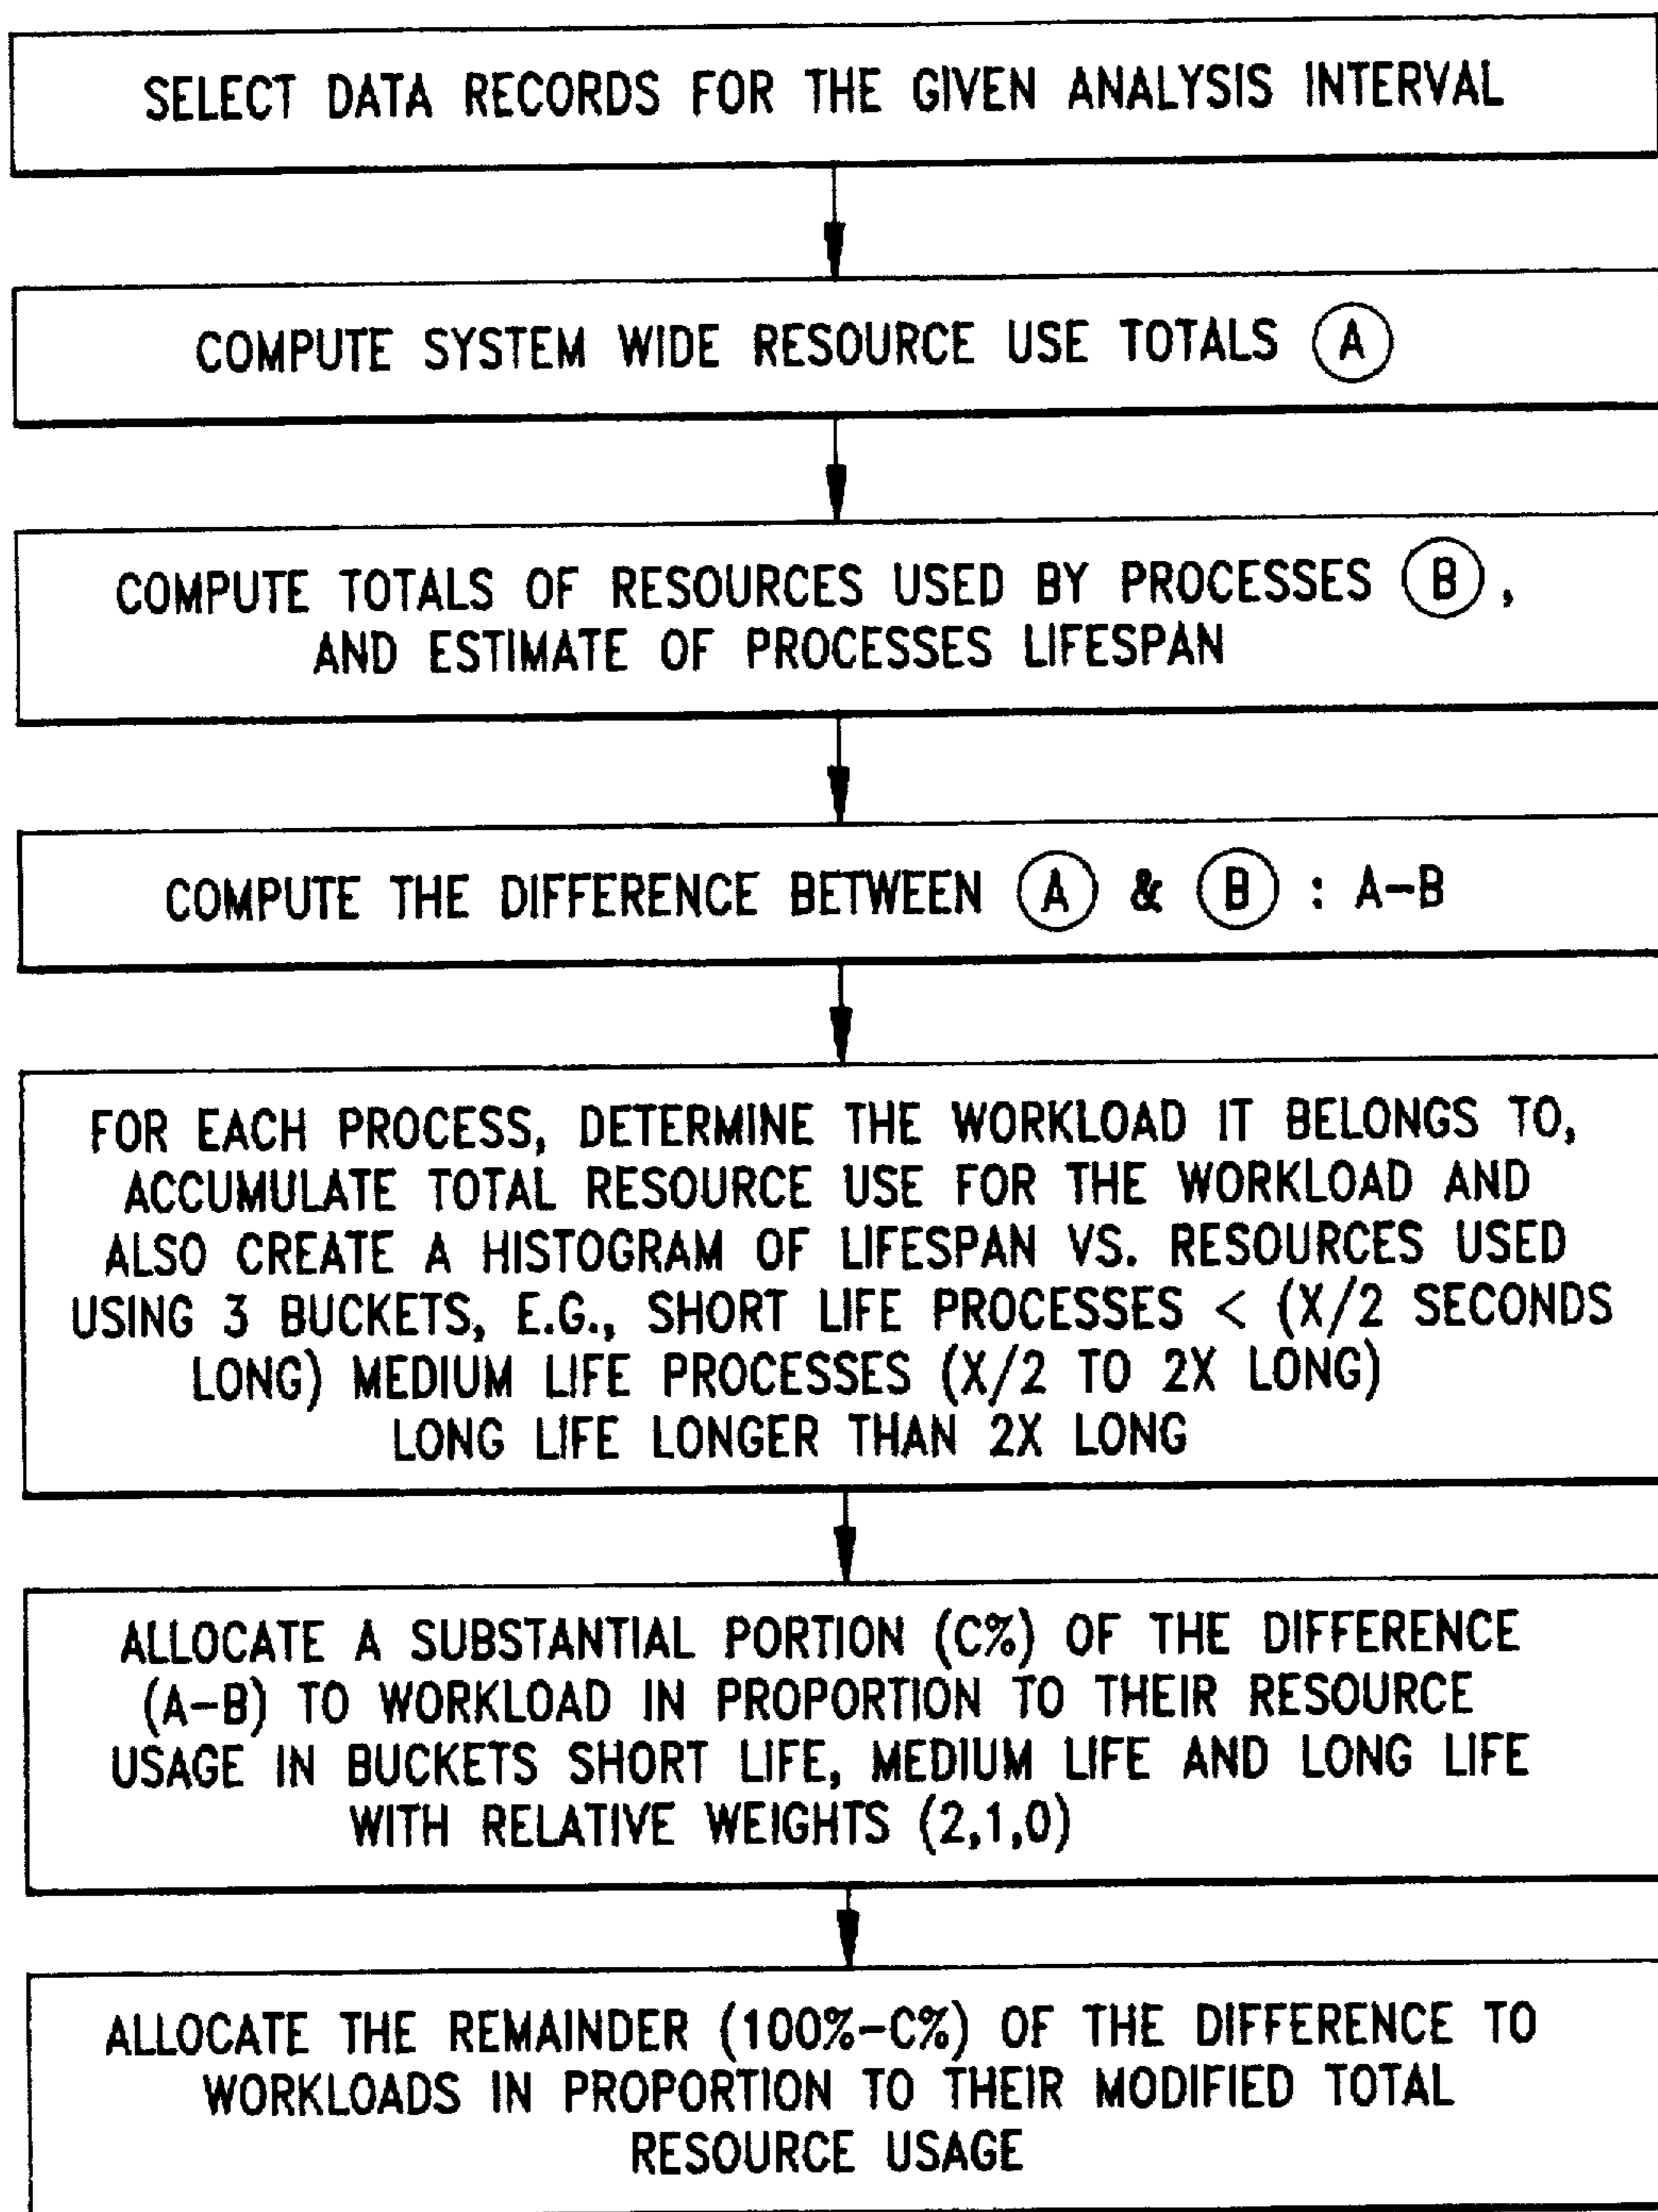 SELECT DATA RECORDS FOR THE GIVEN ANALYSIS INTERVAL
COMPUTE SYSTEM WIDE RESOURCE USE TOTALS A
COMPUTE TOTALS OF RESOURCES USED BY PROCESSES B,
AND ESTIMATE OF PROCESSES LIFESPAN
COMPUTE THE DIFFERENCE BETWEEN A & B : A-B
FOR EACH PROCESS, DETERMINE THE WORKLOAD IT BELONGS TO,
ACCUMULATE TOTAL RESOURCE USE FOR THE WORKLOAD AND
ALSO CREATE A HISTOGRAM OF LIFESPAN VS. RESOURCES USED
USING 3 BUCKETS, E.G., SHORT LIFE PROCESSES < (X/2 SECONDS
LONG) MEDIUM LIFE PROCESSES (X/2 TO 2X LONG)
LONG LIFE LONGER THAN 2X LONG
ALLOCATE A SUBSTANTIAL PORTION (C%) OF THE DIFFERENCE
(A-B) TO WORKLOAD IN PROPORTION TO THEIR RESOURCE
USAGE IN BUCKETS SHORT LIFE, MEDIUM LIFE AND LONG LIFE
WITH RELATIVE WEIGHTS (2,1,0)
ALLOCATE THE REMAINDER (100%-C%) OF THE DIFFERENCE TO
WORKLOADS IN PROPORTION TO THEIR MODIFIED TOTAL
RESOURCE USAGE